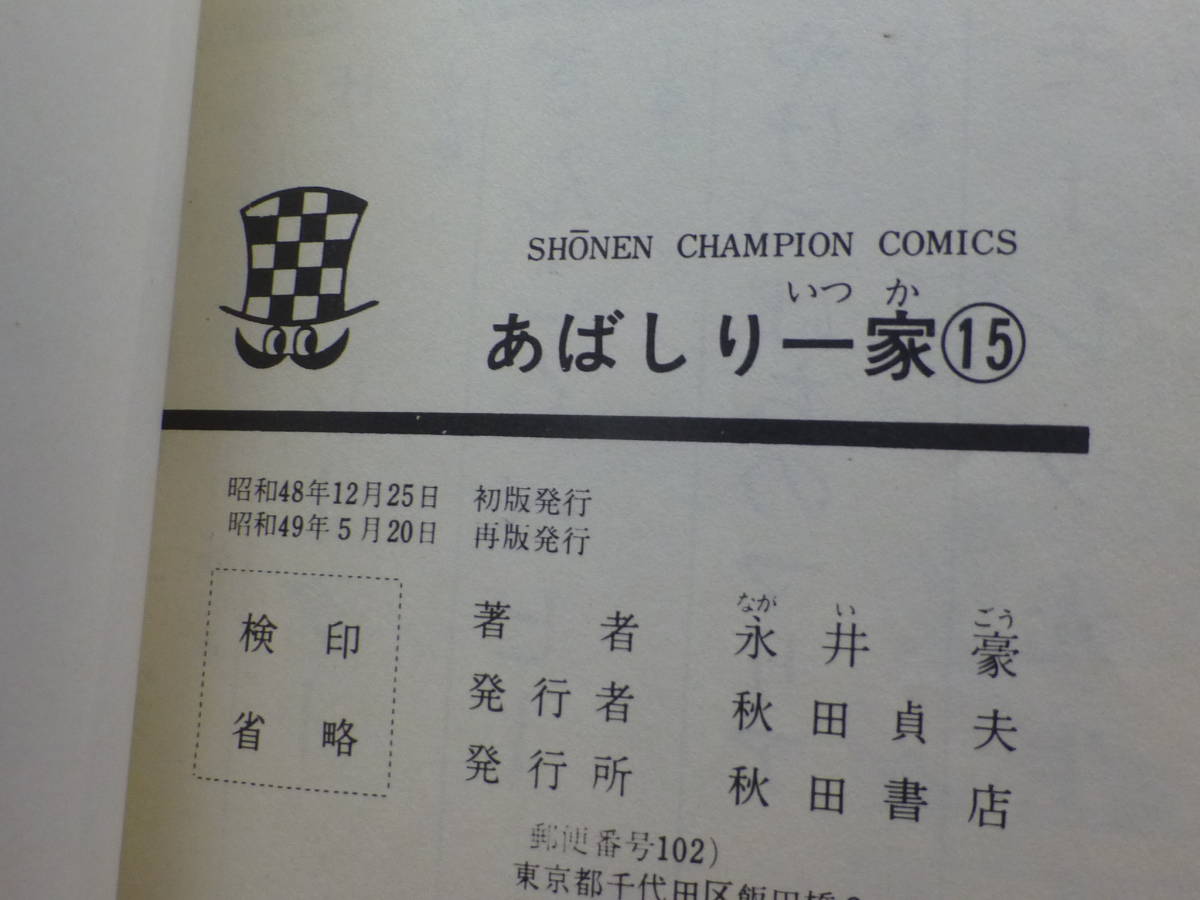 SHŌNEN CHAMPION COMICS
いつか
あばしり一家⑮
昭和48年12月25日 初版発行
昭和49年5月20日 再版発行
検印
省略
ながいごう
著者 永井豪
発行者 秋田貞夫
発行所 秋田書店
郵便番号102)
東京都千代田区飯田橋